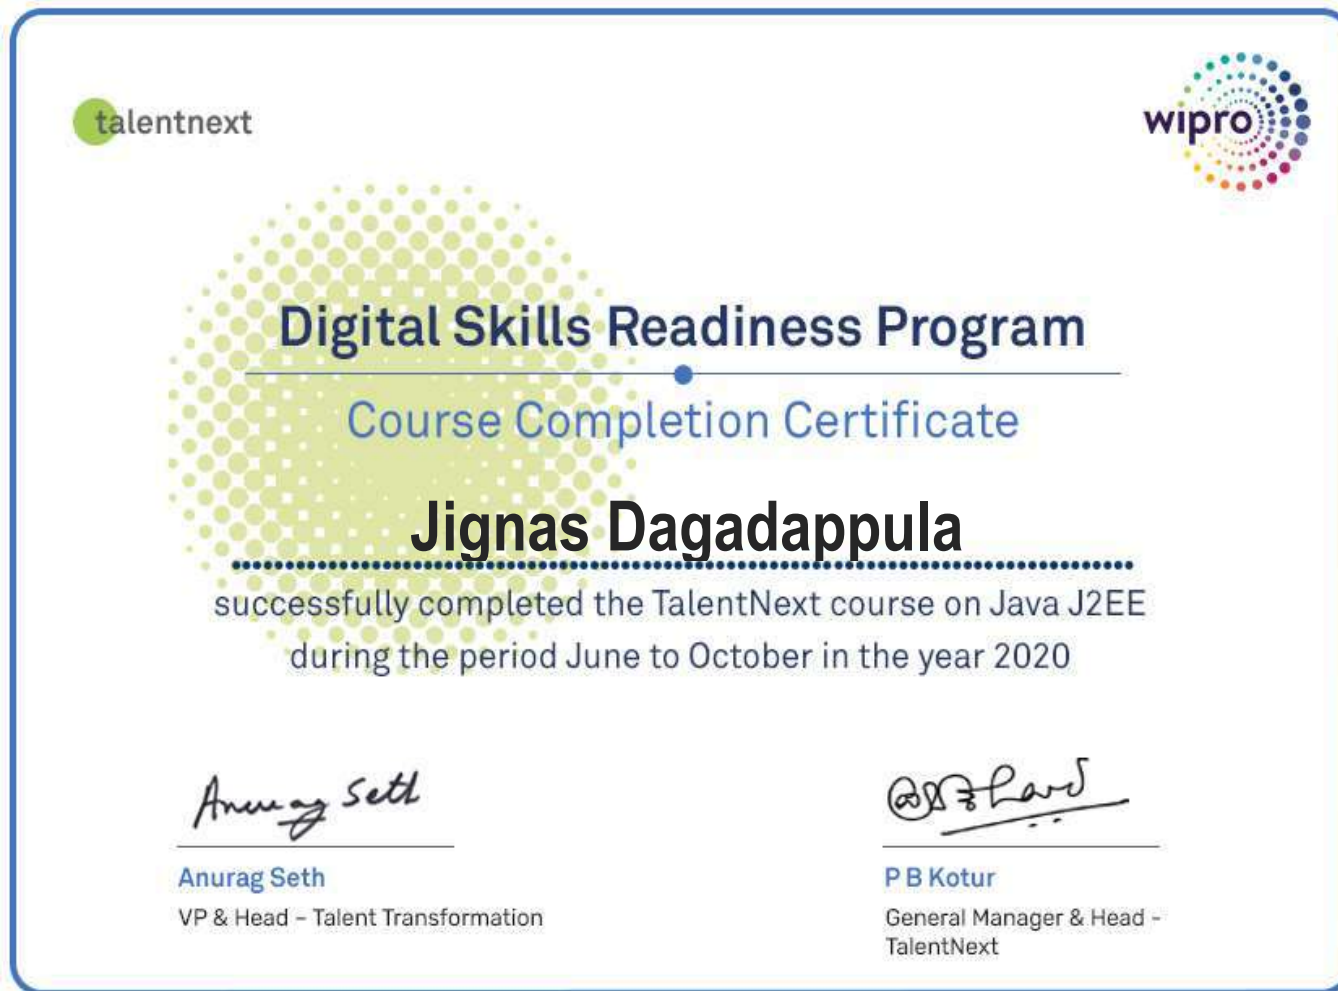 talentnext
wipro
Digital Skills Readiness Program
Course Completion Certificate
Jignas Dagadappula
successfully completed the TalentNext course on Java J2EE
during the period June to October in the year 2020
Anurag Seth
Anurag Seth
VP & Head – Talent Transformation
P B Kotur
General Manager & Head -
TalentNext